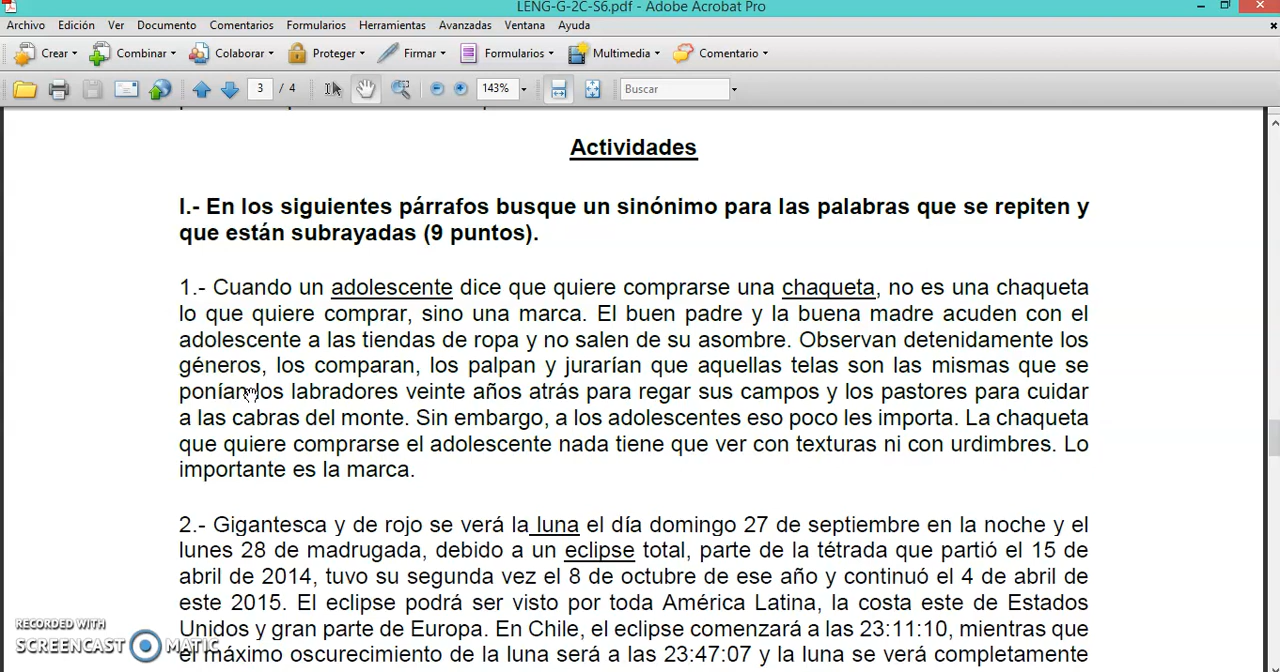 LENG-G-2C-S6.pdf - Adobe Acrobat Pro
Archivo Edición Ver Documento Comentarios Formularios Herramientas Avanzadas Ventana Ayuda
Crear Combinar Colaborar Proteger Firmar Formularios Multimedia Comentario
3 / 4 143% Buscar
Actividades
I.- En los siguientes párrafos busque un sinónimo para las palabras que se repiten y
que están subrayadas (9 puntos).
1.- Cuando un adolescente dice que quiere comprarse una chaqueta, no es una chaqueta
lo que quiere comprar, sino una marca. El buen padre y la buena madre acuden con el
adolescente a las tiendas de ropa y no salen de su asombro. Observan detenidamente los
géneros, los comparan, los palpan y jurarían que aquellas telas son las mismas que se
ponían los labradores veinte años atrás para regar sus campos y los pastores para cuidar
a las cabras del monte. Sin embargo, a los adolescentes eso poco les importa. La chaqueta
que quiere comprarse el adolescente nada tiene que ver con texturas ni con urdimbres. Lo
importante es la marca.
2.- Gigantesca y de rojo se verá la luna el día domingo 27 de septiembre en la noche y el
lunes 28 de madrugada, debido a un eclipse total, parte de la tétrada que partió el 15 de
abril de 2014, tuvo su segunda vez el 8 de octubre de ese año y continuó el 4 de abril de
este 2015. El eclipse podrá ser visto por toda América Latina, la costa este de Estados
Unidos y gran parte de Europa. En Chile, el eclipse comenzará a las 23:11:10, mientras que
el máximo oscurecimiento de la luna será a las 23:47:07 y la luna se verá completamente
RECORDED WITH
SCREENCAST MATIC